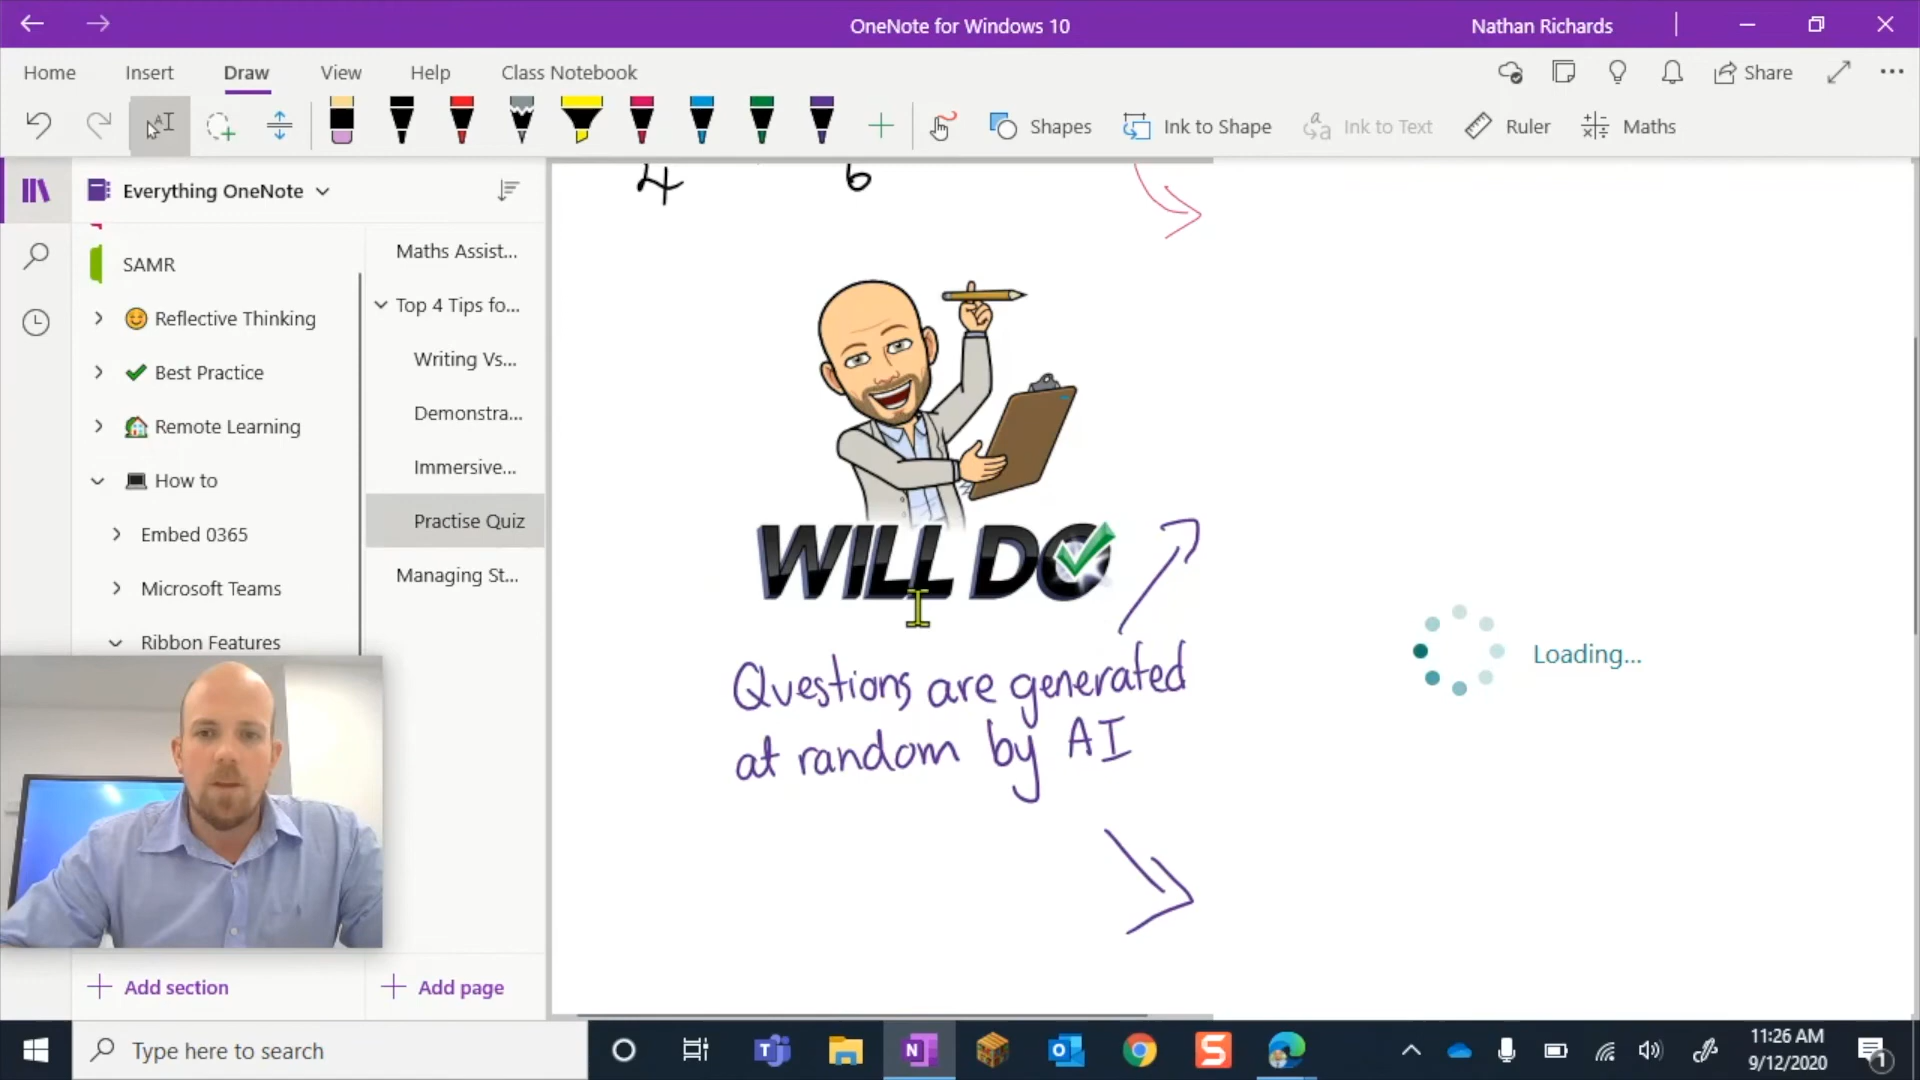 OneNote for Windows 10
Nathan Richards
Home
Insert
Draw
View
Help
Class Notebook
Share
Shapes
Ink to Shape
Ink to Text
Ruler
Maths
Everything OneNote
SAMR
Reflective Thinking
Best Practice
Remote Learning
How to
Embed 0365
Microsoft Teams
Ribbon Features
Add section
Maths Assist...
Top 4 Tips fo...
Writing Vs...
Demonstra...
Immersive...
Practise Quiz
Managing St...
Add page
4 6
WILL DO
Questions are generated
at random by AI
Loading...
Type here to search
11:26 AM
9/12/2020
1